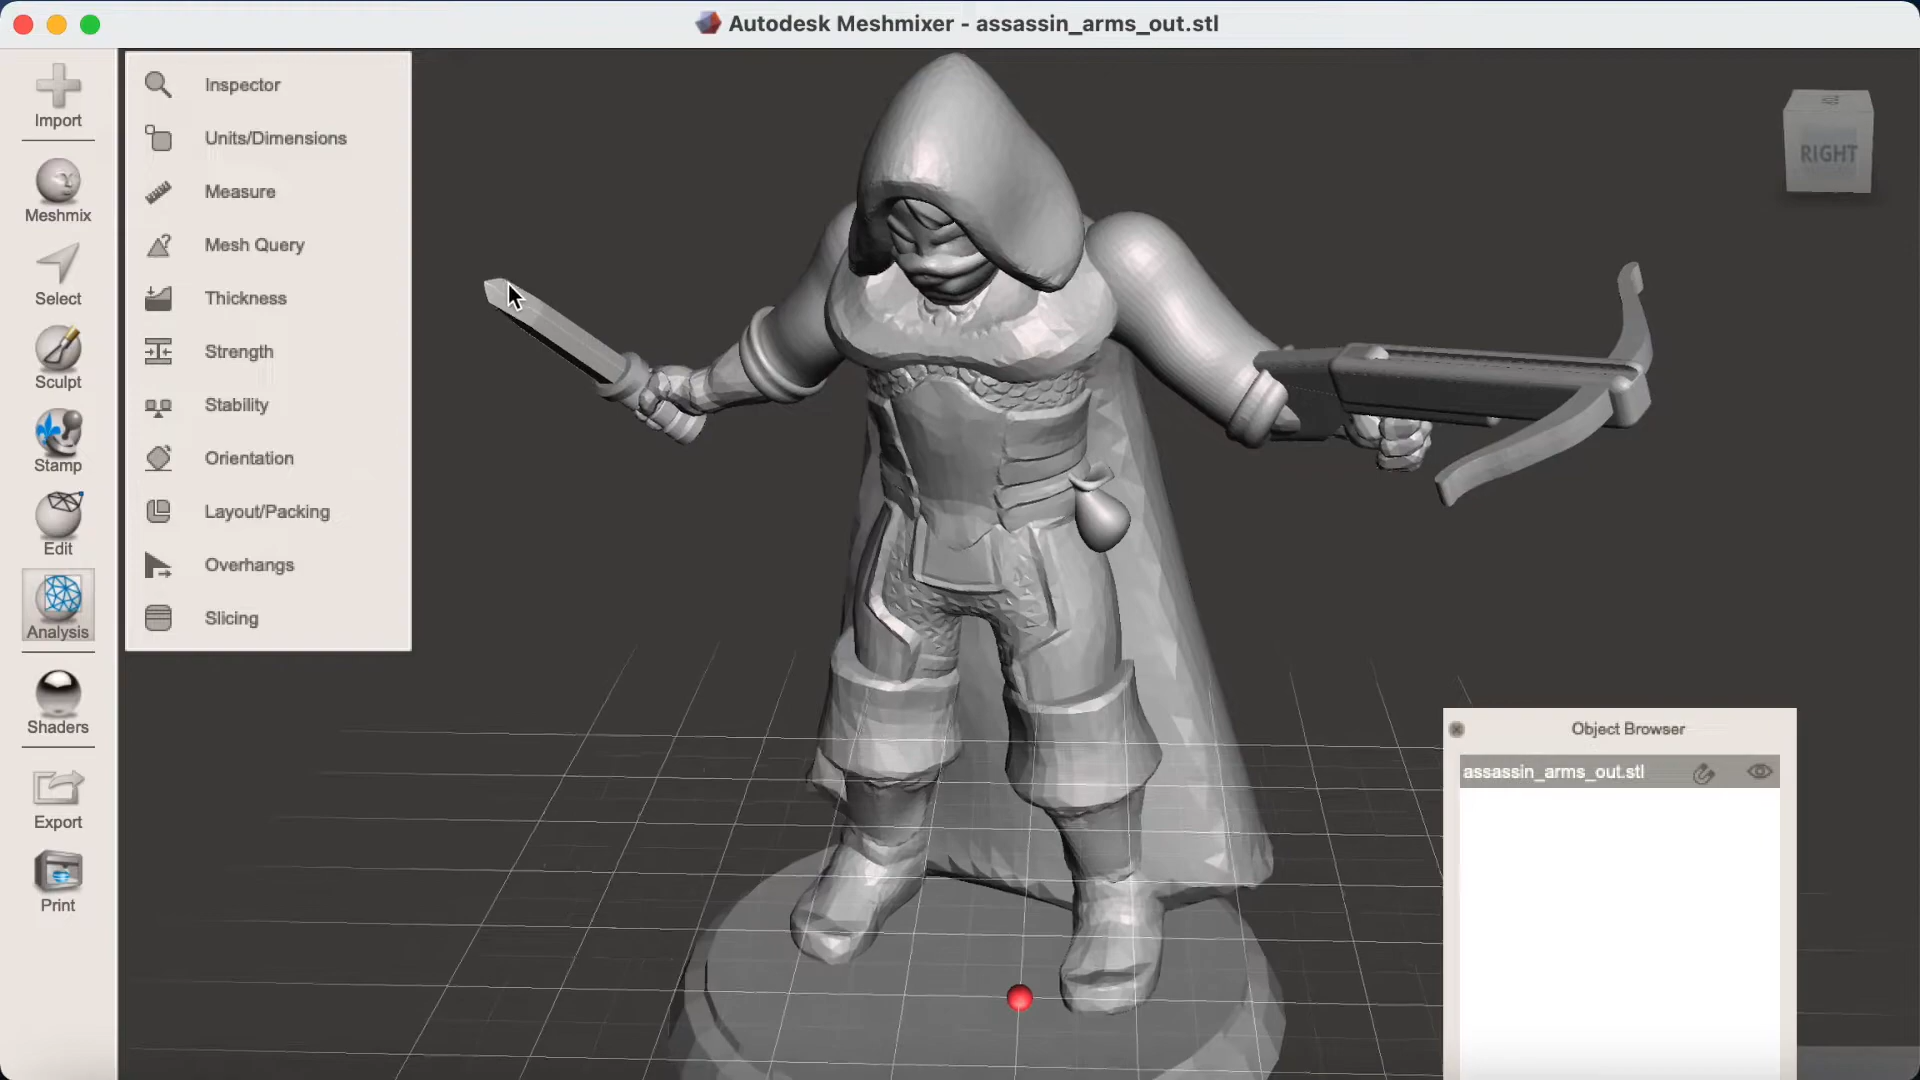 Autodesk Meshmixer - assassin_arms_out.stl
Import
Meshmix
Select
Sculpt
Stamp
Edit
Analysis
Shaders
Export
Print
Inspector
Units/Dimensions
Measure
Mesh Query
Thickness
Strength
Stability
Orientation
Layout/Packing
Overhangs
Slicing
RIGHT
Object Browser
assassin_arms_out.stl